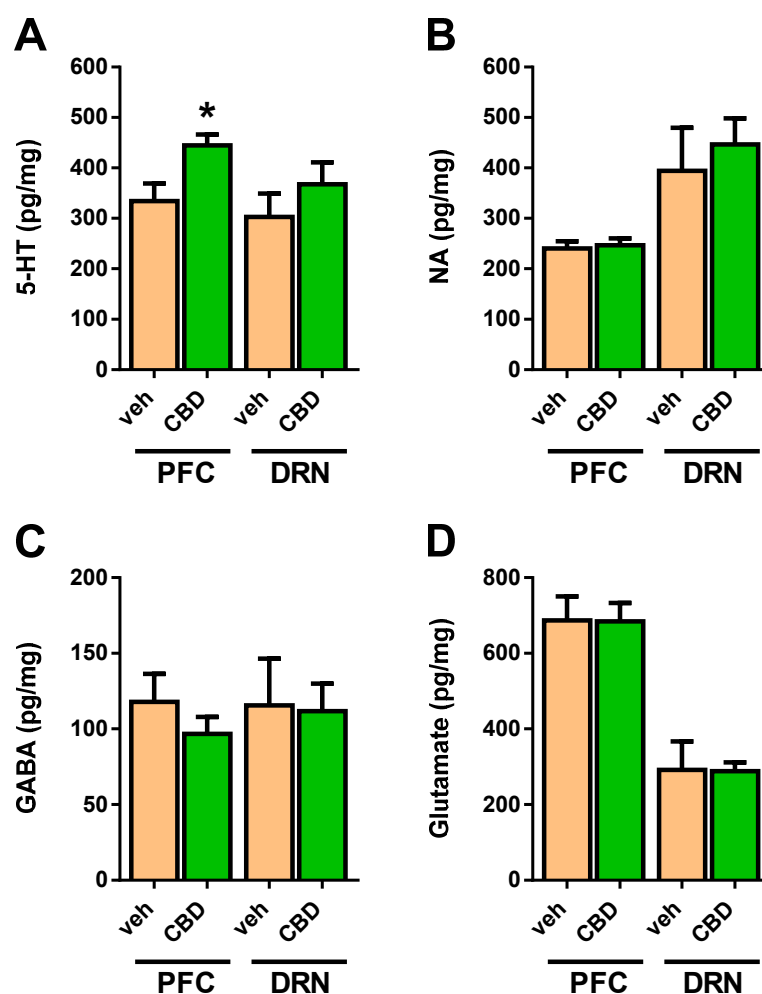 A
5-HT (pg/mg)
600
500
400
300
200
100
0
*
veh
CBD
veh
CBD
PFC
DRN
B
NA (pg/mg)
600
500
400
300
200
100
0
veh
CBD
veh
CBD
PFC
DRN
C
GABA (pg/mg)
200
150
100
50
0
veh
CBD
veh
CBD
PFC
DRN
D
Glutamate (pg/mg)
800
600
400
200
0
veh
CBD
veh
CBD
PFC
DRN